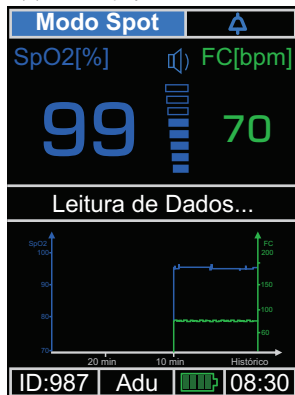 Modo Spot
SpO2[%] FC[bpm]
99 70
Leitura de Dados...
SpO2 FC
100 200
90 150
80 100
60
70
20 min 10 min Histórico
ID:987 Adu 08:30